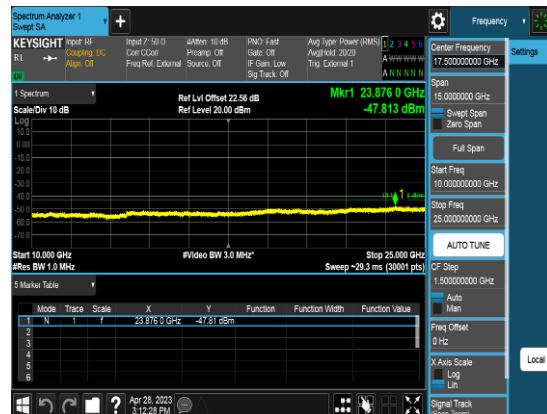 Spectrum Analyzer 1
Swept SA
Frequency
KEYSIGHT
Input: RF
Coupling: DC
Align: Off
Input Z: 50 Ω
Corr CCorr
Freq Ref: External
#Atten: 10 dB
Preamp: Off
Source: Off
PNO: Fast
Gate: Off
IF Gain: Low
Sig Track: Off
Avg Type: Power (RMS)
Avg|Hold: 20/20
Trig: External 1
1 2 3 4 5 6
A W W W W W
A N N N N N
Center Frequency
17.500000000 GHz
Settings
1 Spectrum
Scale/Div 10 dB
Ref Lvl Offset 22.56 dB
Ref Level 20.00 dBm
Mkr1 23.876 0 GHz
-47.813 dBm
Span
15.0000000 GHz
Swept Span
Zero Span
Full Span
Start Freq
10.000000000 GHz
Stop Freq
25.000000000 GHz
AUTO TUNE
CF Step
1.500000000 GHz
Auto
Man
Freq Offset
0 Hz
X Axis Scale
Log
Lin
Signal Track
Local
Log
10.0
0.00
-10.0
-20.0
-30.0
-40.0
-50.0
-60.0
-70.0
1
Start 10.000 GHz
#Res BW 1.0 MHz
#Video BW 3.0 MHz*
Stop 25.000 GHz
Sweep ~29.3 ms (30001 pts)
5 Marker Table
Mode Trace Scale X Y Function Function Width Function Value
1 N 1 f 23.876 0 GHz -47.81 dBm
2
3
4
5
6
Apr 28, 2023
3:12:28 PM